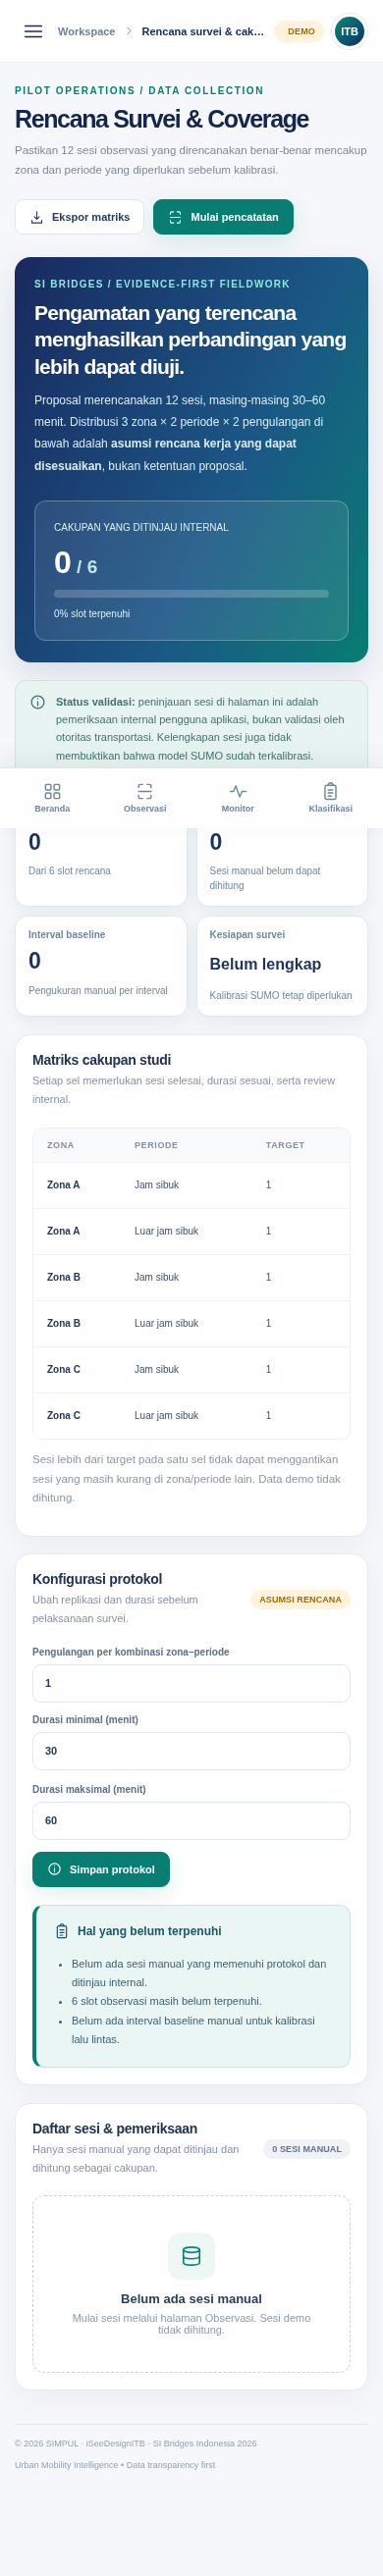 Workspace > Rencana survei & cak... DEMO ITB
PILOT OPERATIONS / DATA COLLECTION
Rencana Survei & Coverage
Pastikan 12 sesi observasi yang direncanakan benar-benar mencakup
zona dan periode yang diperlukan sebelum kalibrasi.
Ekspor matriks Mulai pencatatan
SI BRIDGES / EVIDENCE-FIRST FIELDWORK
Pengamatan yang terencana
menghasilkan perbandingan yang
lebih dapat diuji.
Proposal merencanakan 12 sesi, masing-masing 30–60
menit. Distribusi 3 zona × 2 periode × 2 pengulangan di
bawah adalah asumsi rencana kerja yang dapat
disesuaikan, bukan ketentuan proposal.
CAKUPAN YANG DITINJAU INTERNAL
0 / 6
0% slot terpenuhi
Status validasi: peninjauan sesi di halaman ini adalah
pemeriksaan internal pengguna aplikasi, bukan validasi oleh
otoritas transportasi. Kelengkapan sesi juga tidak
membuktikan bahwa model SUMO sudah terkalibrasi.
Beranda Observasi Monitor Klasifikasi
0
Dari 6 slot rencana
0
Sesi manual belum dapat
dihitung
Interval baseline
0
Pengukuran manual per interval
Kesiapan survei
Belum lengkap
Kalibrasi SUMO tetap diperlukan
Matriks cakupan studi
Setiap sel memerlukan sesi selesai, durasi sesuai, serta review
internal.
ZONA PERIODE TARGET
Zona A Jam sibuk 1
Zona A Luar jam sibuk 1
Zona B Jam sibuk 1
Zona B Luar jam sibuk 1
Zona C Jam sibuk 1
Zona C Luar jam sibuk 1
Sesi lebih dari target pada satu sel tidak dapat menggantikan
sesi yang masih kurang di zona/periode lain. Data demo tidak
dihitung.
Konfigurasi protokol
Ubah replikasi dan durasi sebelum
pelaksanaan survei.
ASUMSI RENCANA
Pengulangan per kombinasi zona–periode
1
Durasi minimal (menit)
30
Durasi maksimal (menit)
60
Simpan protokol
Hal yang belum terpenuhi
• Belum ada sesi manual yang memenuhi protokol dan
ditinjau internal.
• 6 slot observasi masih belum terpenuhi.
• Belum ada interval baseline manual untuk kalibrasi
lalu lintas.
Daftar sesi & pemeriksaan
Hanya sesi manual yang dapat ditinjau dan
dihitung sebagai cakupan.
0 SESI MANUAL
Belum ada sesi manual
Mulai sesi melalui halaman Observasi. Sesi demo
tidak dihitung.
© 2026 SIMPUL · iSeeDesignITB · SI Bridges Indonesia 2026
Urban Mobility Intelligence • Data transparency first